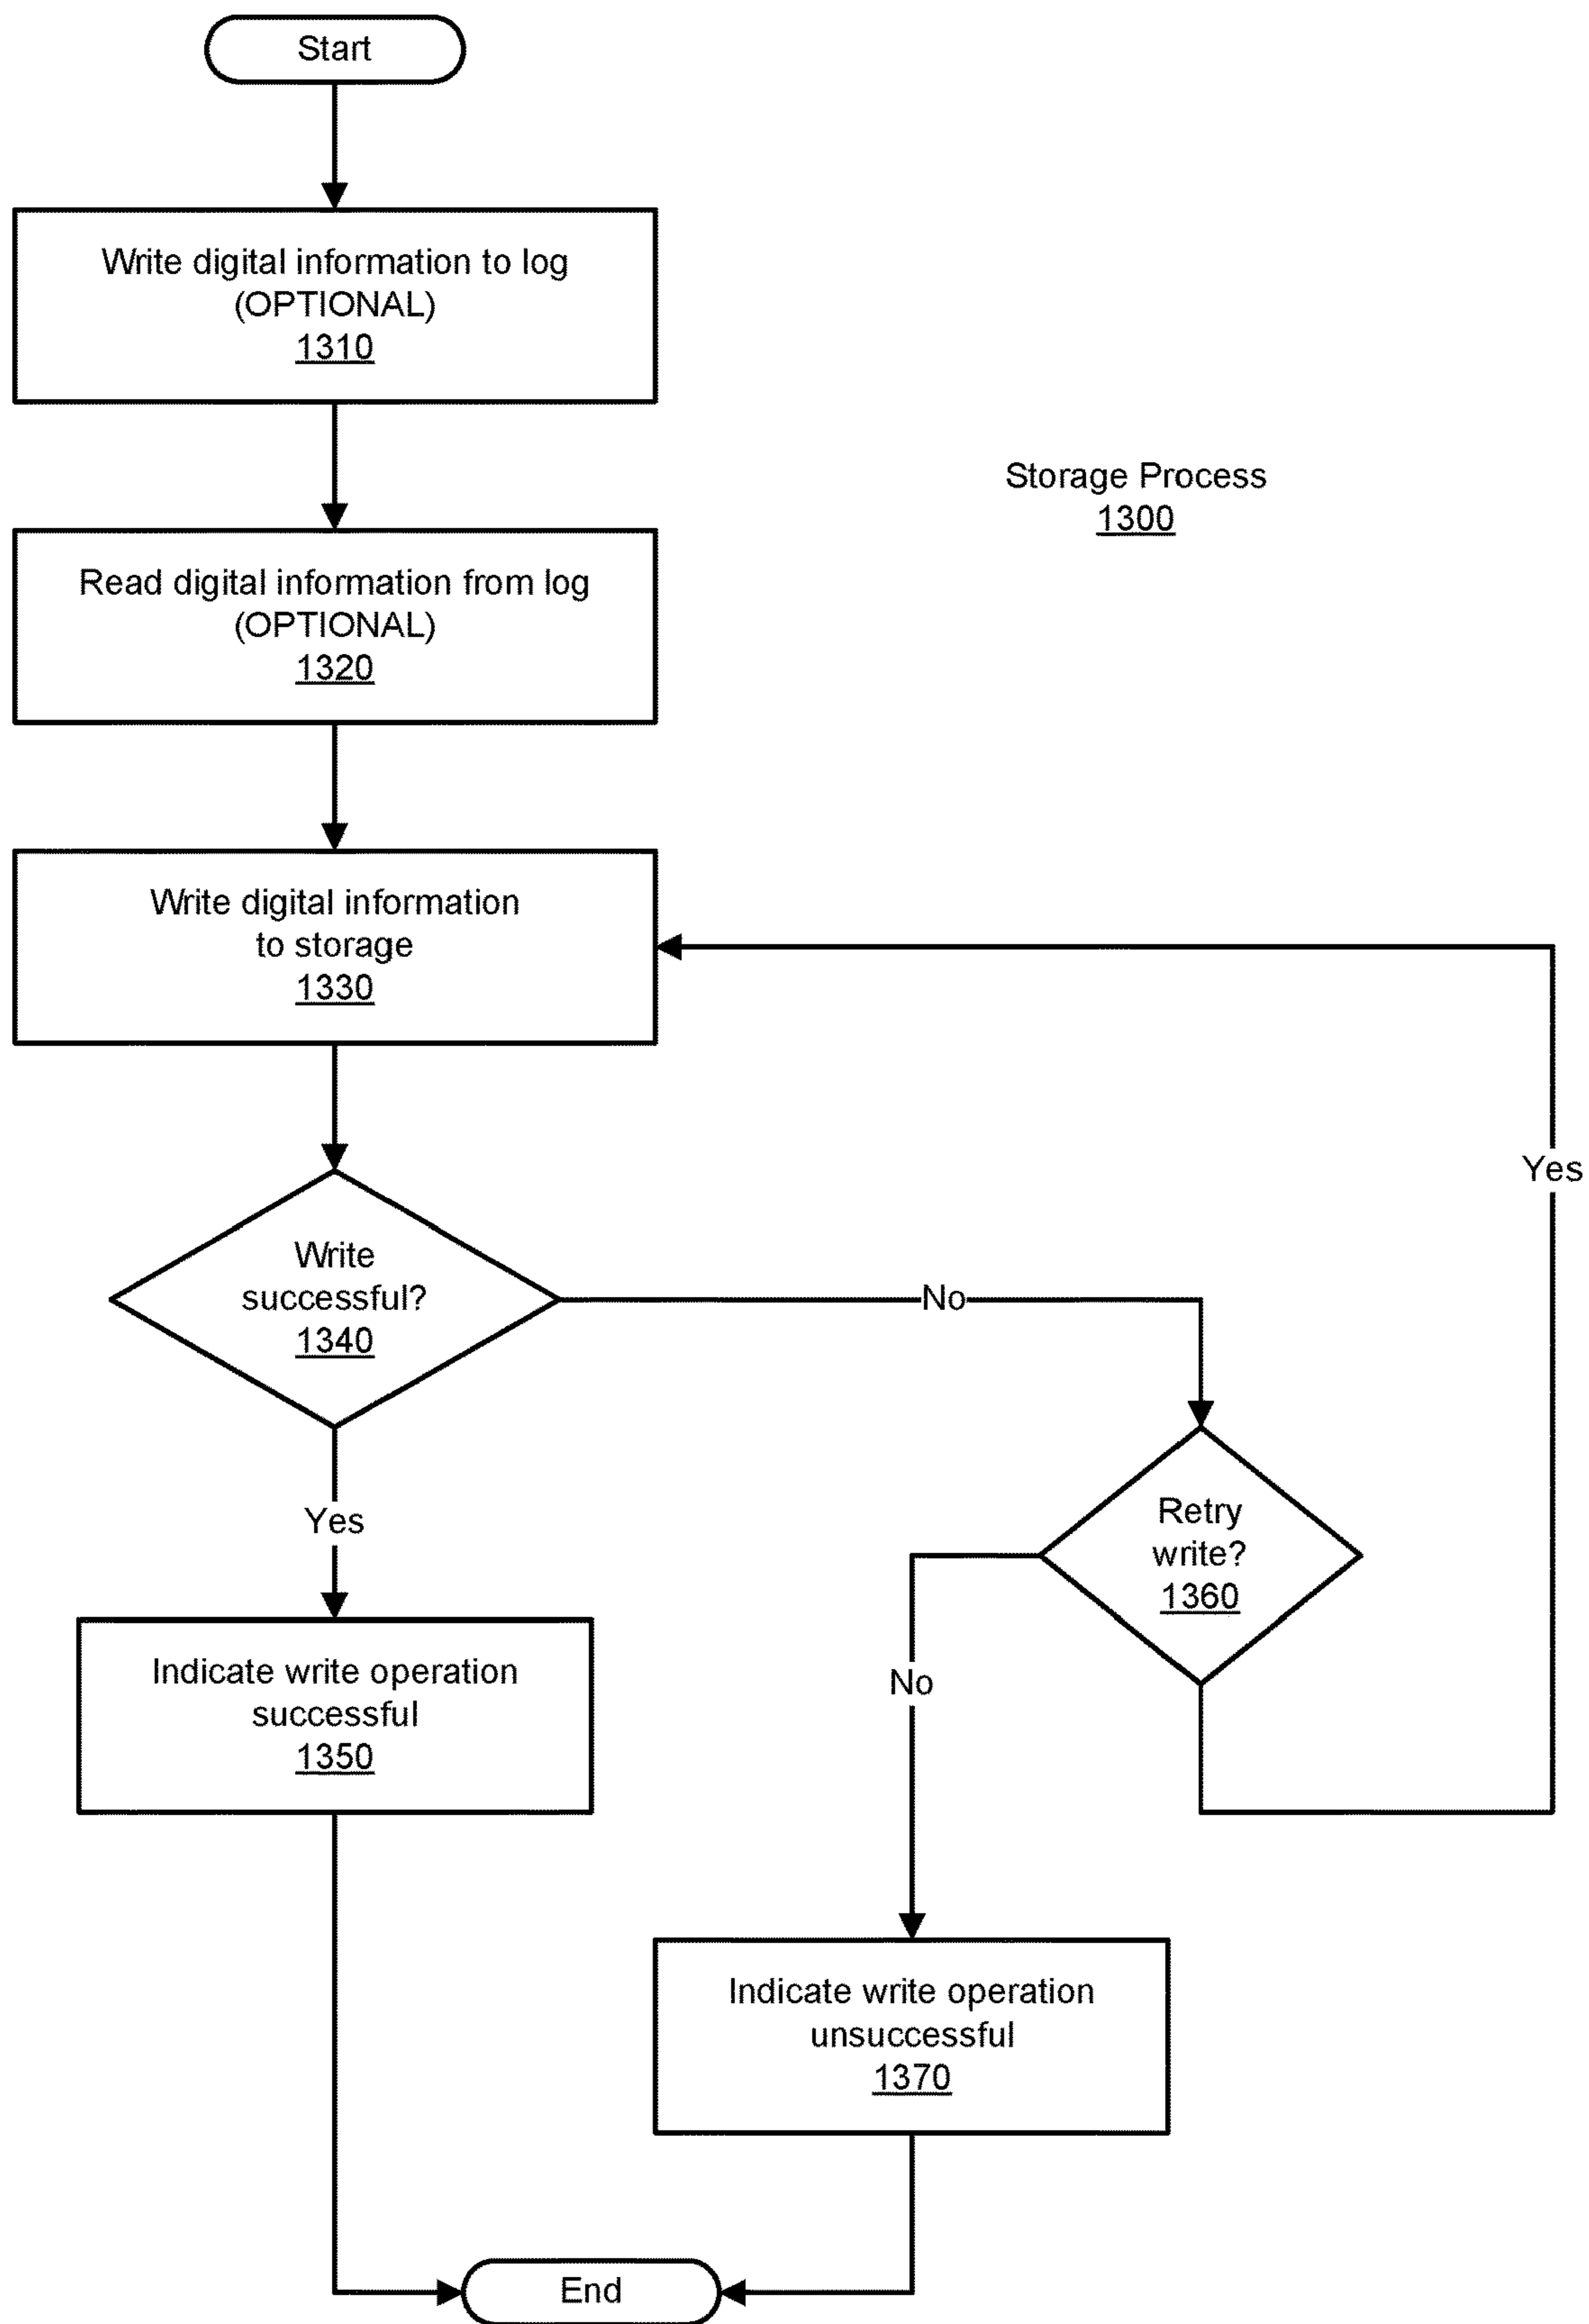 Start
Write digital information to log
(OPTIONAL)
1310
Storage Process
1300
Read digital information from log
(OPTIONAL)
1320
Write digital information
to storage
1330
Yes
Write
successful?
1340
No
Retry
write?
1360
Yes
No
Indicate write operation
successful
1350
Indicate write operation
unsuccessful
1370
End